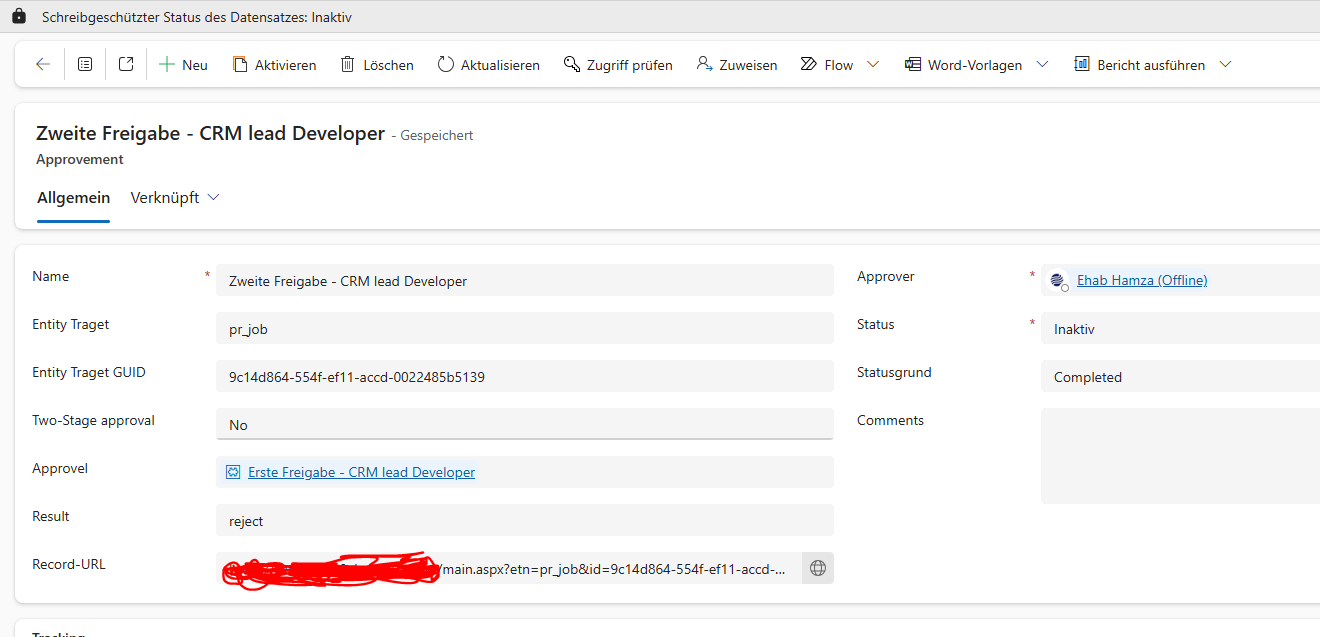 Schreibgeschützter Status des Datensatzes: Inaktiv
Neu Aktivieren Löschen Aktualisieren Zugriff prüfen Zuweisen Flow Word-Vorlagen Bericht ausführen
Zweite Freigabe - CRM lead Developer - Gespeichert
Approvement
Allgemein Verknüpft
Name * Zweite Freigabe - CRM lead Developer
Entity Traget pr_job
Entity Traget GUID 9c14d864-554f-ef11-accd-0022485b5139
Two-Stage approval No
Approvel Erste Freigabe - CRM lead Developer
Result reject
Record-URL /main.aspx?etn=pr_job&id=9c14d864-554f-ef11-accd-...
Approver * Ehab Hamza (Offline)
Status * Inaktiv
Statusgrund Completed
Comments
Tracking